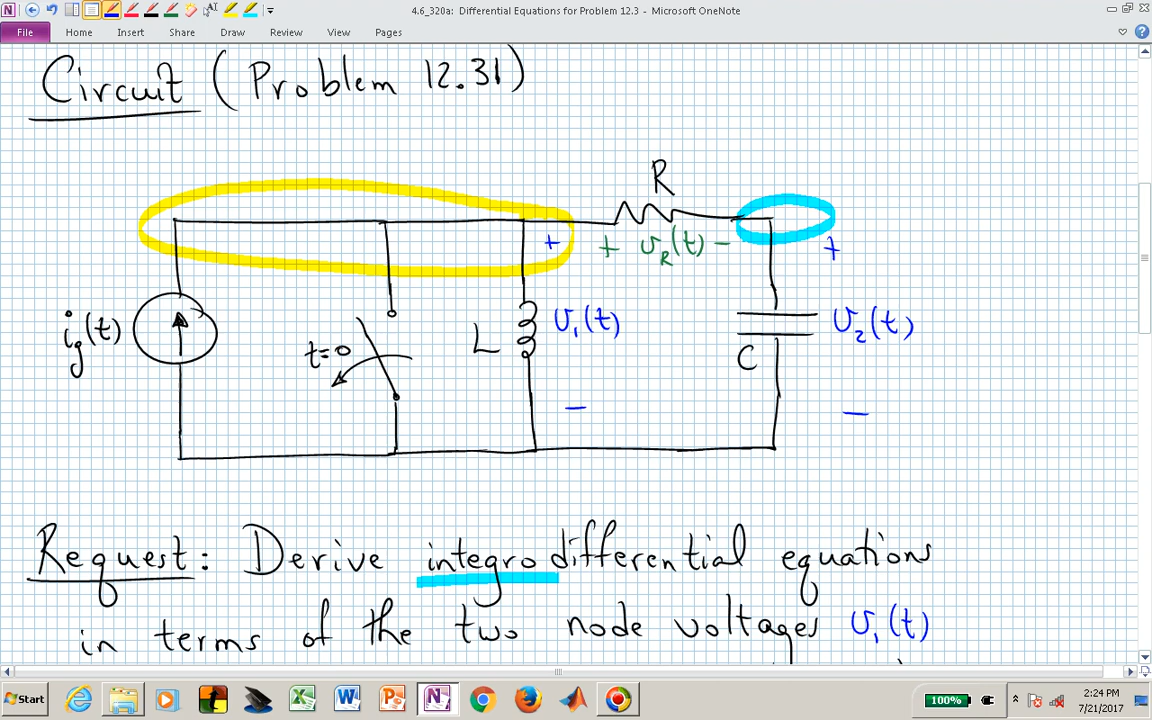 4.6_320a: Differential Equations for Problem 12.3 - Microsoft OneNote
File Home Insert Share Draw Review View Pages
Circuit (Problem 12.31)
R
+ + v_R(t) - +
i_g(t) t=0 L v_1(t) v_2(t)
C
- -
Request: Derive integrodifferential equations
in terms of the two node voltages v_1(t)
Start 100% 2:24 PM
7/21/2017